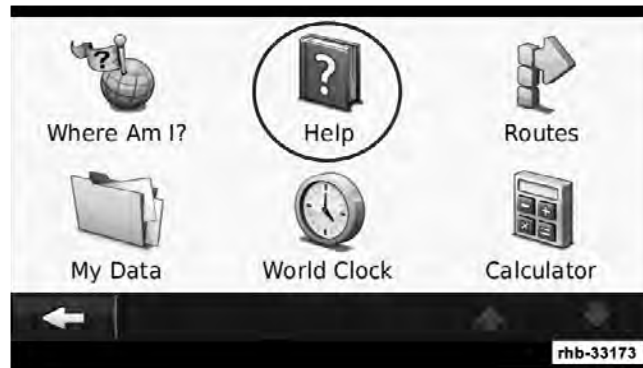 ?
?
Where Am I?
Help
Routes
My Data
World Clock
Calculator
rhb-33173